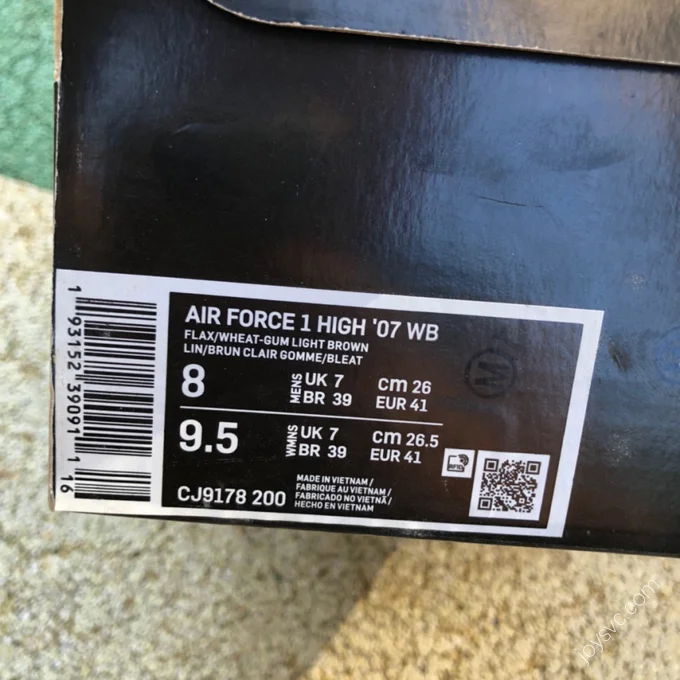 AIR FORCE 1 HIGH '07 WB
FLAX/WHEAT-GUM LIGHT BROWN
LIN/BRUN CLAIR GOMME/BLEAT
8 MENS UK 7 cm 26
BR 39 EUR 41
9.5 WMNS UK 7 cm 26.5
BR 39 EUR 41
CJ9178 200
MADE IN VIETNAM/
FABRIQUE AU VIETNAM/
FABRICADO NO VIETNÃ/
HECHO EN VIETNAM
RFID
M
1 93152 39091 1 16
joysvc.com